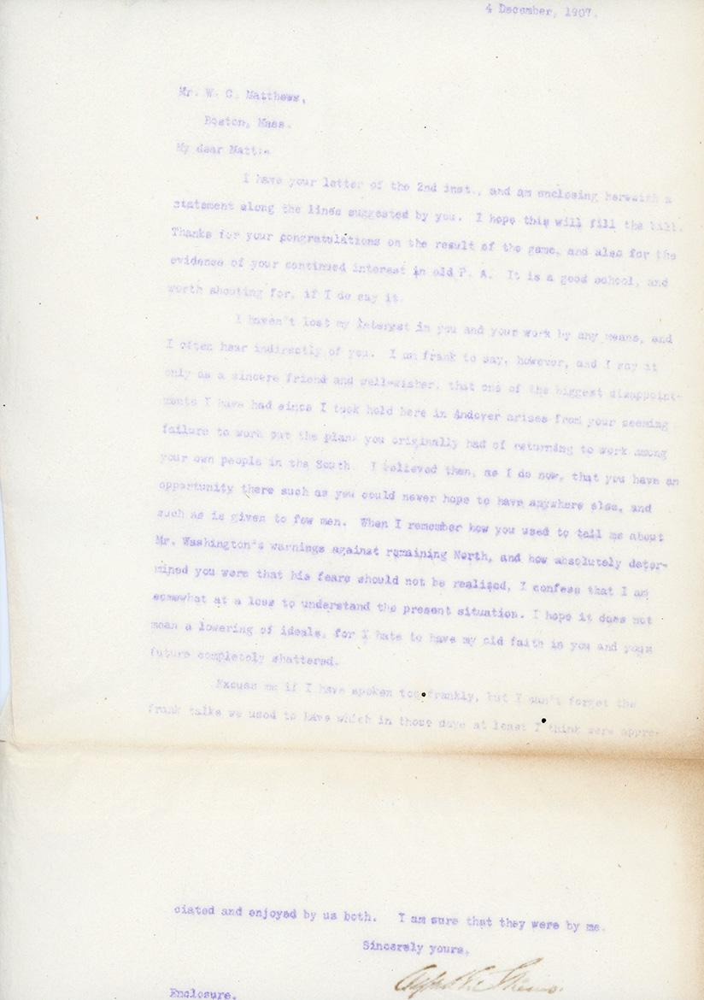 4 December, 1907.
Mr. W. C. Matthews,
Boston, Mass.
My dear Matt:-
I have your letter of the 2nd inst., and am enclosing herewith a
statement along the lines suggested by you. I hope this will fill the bill.
Thanks for your congratulations on the result of the game, and also for the
evidence of your continued interest in old P. A. It is a good school, and
worth shouting for, if I do say it.
I haven't lost my interest in you and your work by any means, and
I often hear indirectly of you. I am frank to say, however, and I say it
only as a sincere friend and well-wisher, that one of the biggest disappoint-
ments I have had since I took hold here in Andover arises from your seeming
failure to work out the plans you originally had of returning to work among
your own people in the South. I believed then, as I do now, that you have an
opportunity there such as you could never hope to have anywhere else, and
such as is given to few men. When I remember how you used to tell me about
Mr. Washington's warnings against remaining North, and how absolutely deter-
mined you were that his fears should not be realized, I confess that I am
somewhat at a loss to understand the present situation. I hope it does not
mean a lowering of ideals, for I hate to have my old faith in you and your
future completely shattered.
Excuse me if I have spoken too frankly, but I can't forget the
frank talks we used to have which in those days at least I think were appre-
ciated and enjoyed by us both. I am sure that they were by me.
Sincerely yours,
Enclosure.